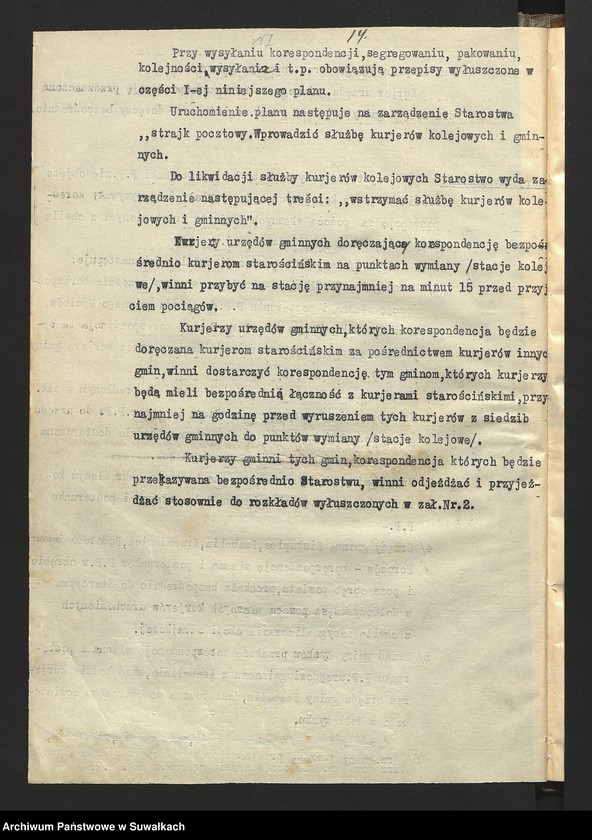 14.
Przy wysyłaniu korespondencji,segregowaniu, pakowaniu,
kolejności wysyłania i t.p. obowiązują przepisy wyłuszczone w
części I-ej niniejszego planu.
Uruchomienie planu następuje na zarządzenie Starostwa
,,strajk pocztowy.Wprowadzić służbę kurjerów kolejowych i gmin-
nych.
Do likwidacji służby kurjerów kolejowych Starostwo wyda za-
rządzenie następującej treści: ,,wstrzymać służbę kurjerów kole-
jowych i gminnych".
Kurjery urzędów gminnych doręczający korespondencję bezpoś-
średnio kurjerom starościńskim na punktach wymiany /stacje kolej
we/,winni przybyć na stację przynajmniej na minut 15 przed przyj
ciem pociągów.
Kurjerzy urzędów gminnych,których korespondencja będzie
doręczana kurjerom starościńskim za pośrednictwem kurjerów innyc
gmin,winni dostarczyć korespondencję tym gminom,których kurjerzy
będą mieli bezpośrednią łączność z kurjerami starościńskimi,przy
najmniej na godzinę przed wyruszeniem tych kurjerów z siedzib
urzędów gminnych do punktów wymiany /stacje kolejowe/.
Kurjerzy gminni tych gmin,korespondencja których będzie
przekazywana bezpośrednio Starostwu, winni odjeżdżać i przyjeż-
dżać stosownie do rozkładów wyłuszczonych w zał.Nr.2.
Archiwum Państwowe w Suwałkach